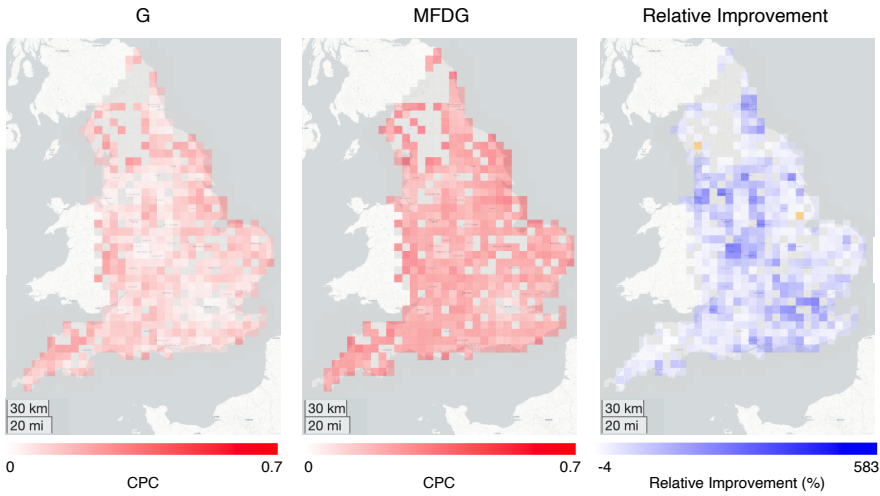 G MFDG Relative Improvement
30 km 30 km 30 km
20 mi 20 mi 20 mi
0 0.7 0 0.7 -4 583
CPC CPC Relative Improvement (%)